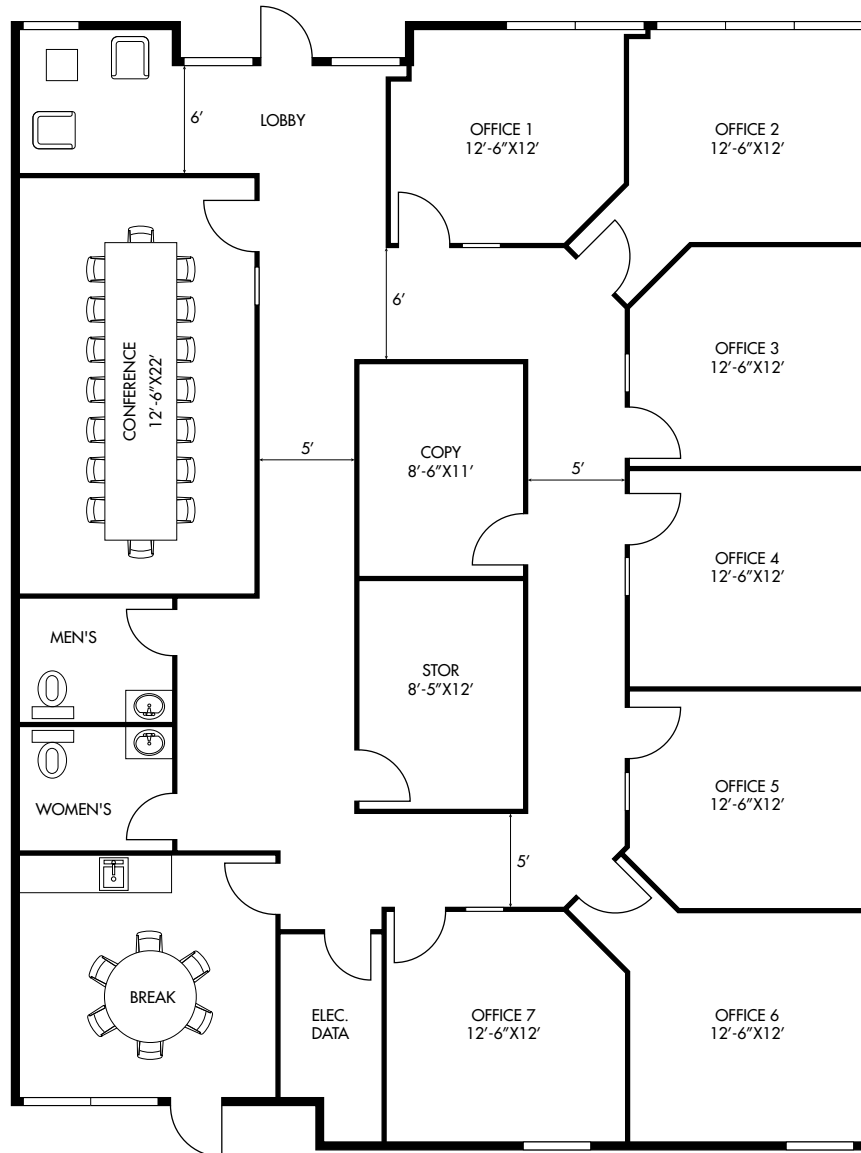 6’
LOBBY
OFFICE 1
12’-6”X12’
OFFICE 2
12’-6”X12’
6’
CONFERENCE
12’-6”X22’
OFFICE 3
12’-6”X12’
5’
COPY
8’-6”X11’
5’
OFFICE 4
12’-6”X12’
MEN'S
STOR
8’-5”X12’
WOMEN'S
OFFICE 5
12’-6”X12’
5’
BREAK
ELEC.
DATA
OFFICE 7
12’-6”X12’
OFFICE 6
12’-6”X12’